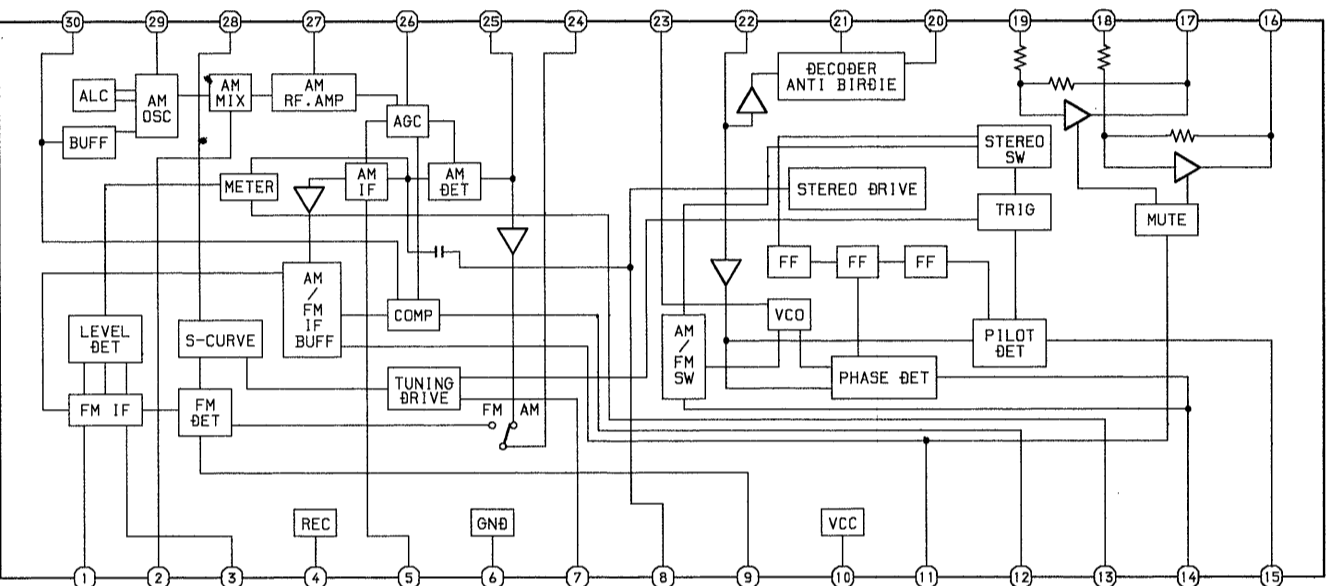 30 29 28 27 26 25 24 23 22 21 20 19 18 17 16
ALC
AM
OSC
AM
MIX
AM
RF.AMP
AGC
DECODER
ANTI BIRDIE
BUFF
STEREO
SW
METER
AM
IF
AM
DET
STEREO DRIVE
TRIG
MUTE
FF
FF
FF
AM
/
FM
IF
BUFF
COMP
VCO
LEVEL
DET
S-CURVE
AM
/
FM
SW
PILOT
DET
TUNING
DRIVE
PHASE DET
FM IF
FM
DET
FM
AM
REC
GND
VCC
1 2 3 4 5 6 7 8 9 10 11 12 13 14 15